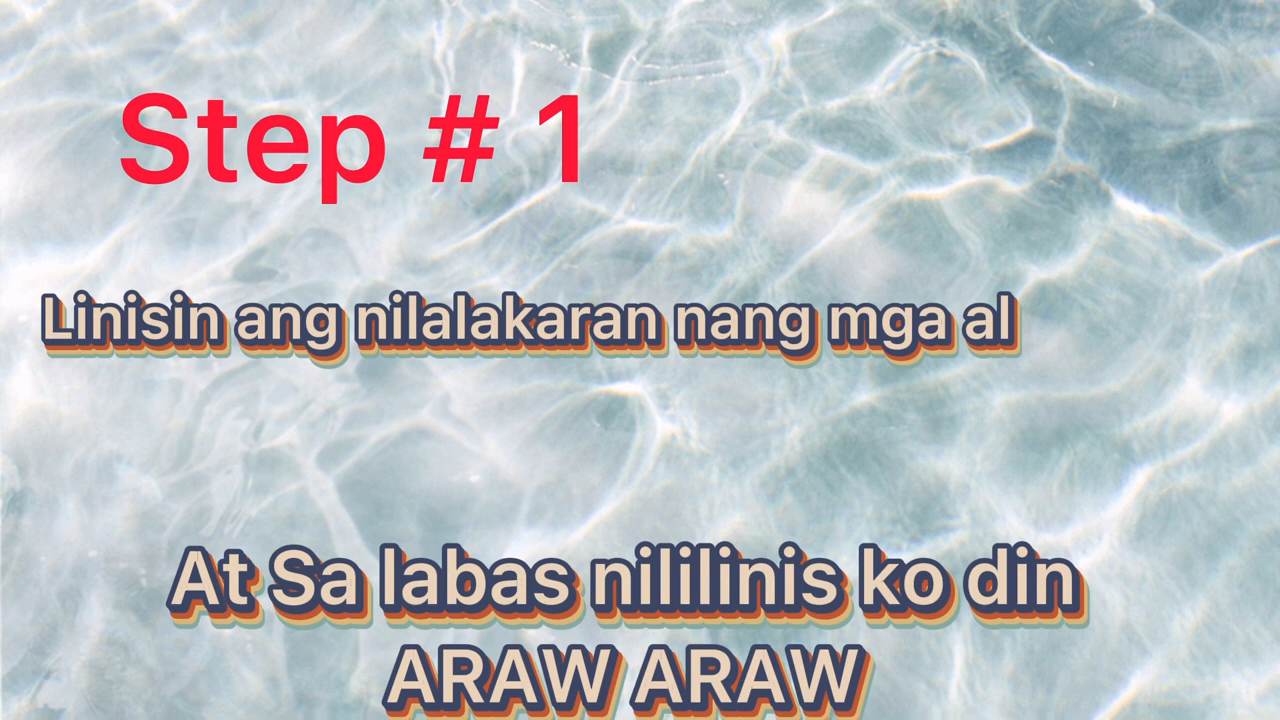 Step # 1
Linisin ang nilalakaran nang mga al
At Sa labas nililinis ko din
ARAW ARAW